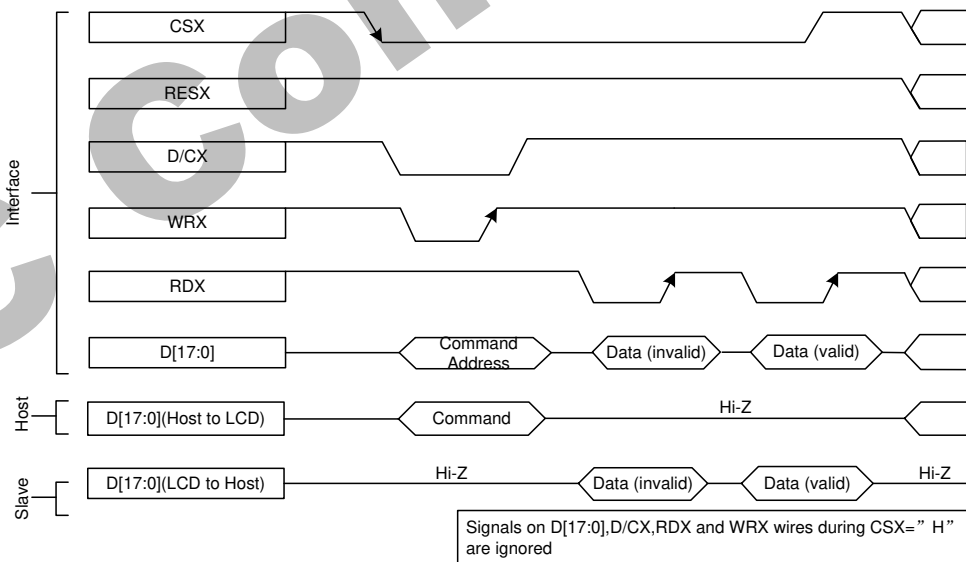 CSX
RESX
D/CX
WRX
RDX
D[17:0]
Command
Address
Data (invalid)
Data (valid)
Interface
Host
D[17:0](Host to LCD)
Command
Hi-Z
Slave
D[17:0](LCD to Host)
Hi-Z
Data (invalid)
Data (valid)
Hi-Z
Signals on D[17:0],D/CX,RDX and WRX wires during CSX=”H”
are ignored